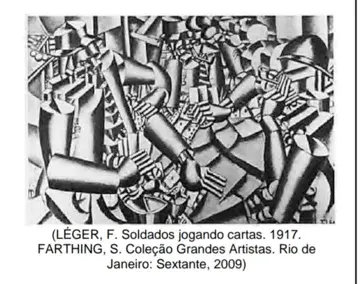 (LÉGER, F. Soldados jogando cartas. 1917.
FARTHING, S. Coleção Grandes Artistas. Rio de
Janeiro: Sextante, 2009)